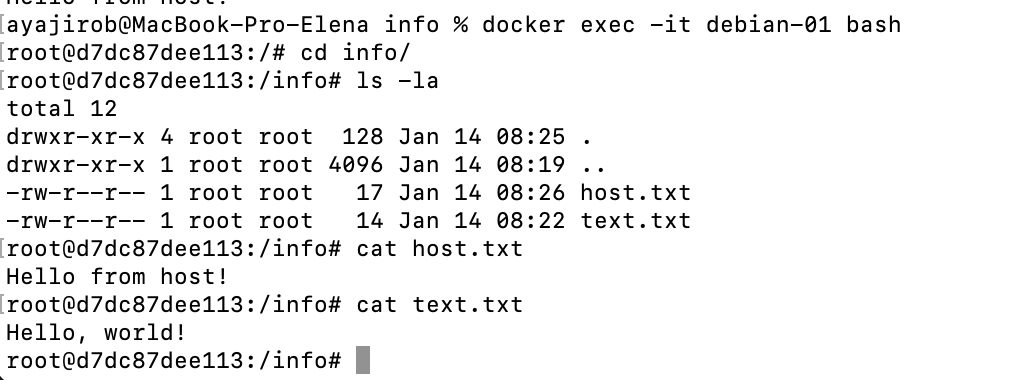 Hello from host!
[ayajirob@MacBook-Pro-Elena info % docker exec -it debian-01 bash
[root@d7dc87dee113:/# cd info/
[root@d7dc87dee113:/info# ls -la
total 12
drwxr-xr-x 4 root root  128 Jan 14 08:25 .
drwxr-xr-x 1 root root 4096 Jan 14 08:19 ..
-rw-r--r-- 1 root root   17 Jan 14 08:26 host.txt
-rw-r--r-- 1 root root   14 Jan 14 08:22 text.txt
[root@d7dc87dee113:/info# cat host.txt
Hello from host!
[root@d7dc87dee113:/info# cat text.txt
Hello, world!
root@d7dc87dee113:/info#